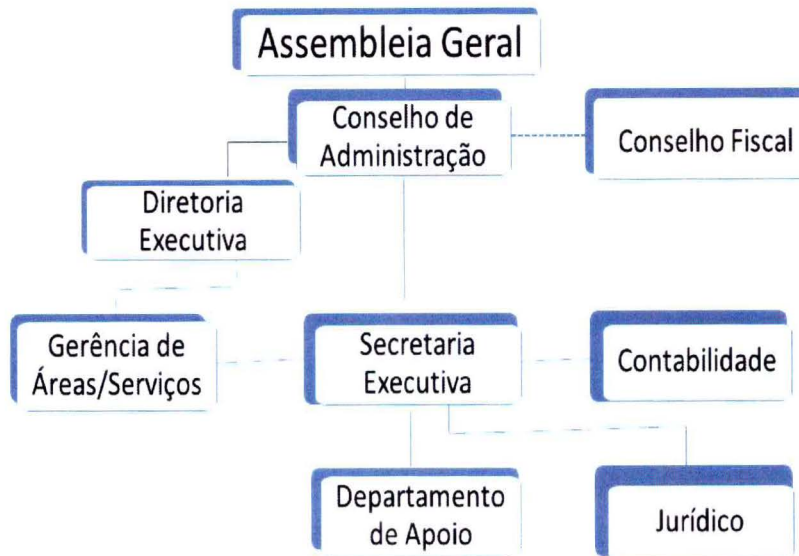 Assembleia Geral
Conselho de
Administração
Conselho Fiscal
Diretoria
Executiva
Gerência de
Áreas/Serviços
Secretaria
Executiva
Contabilidade
Departamento
de Apoio
Jurídico